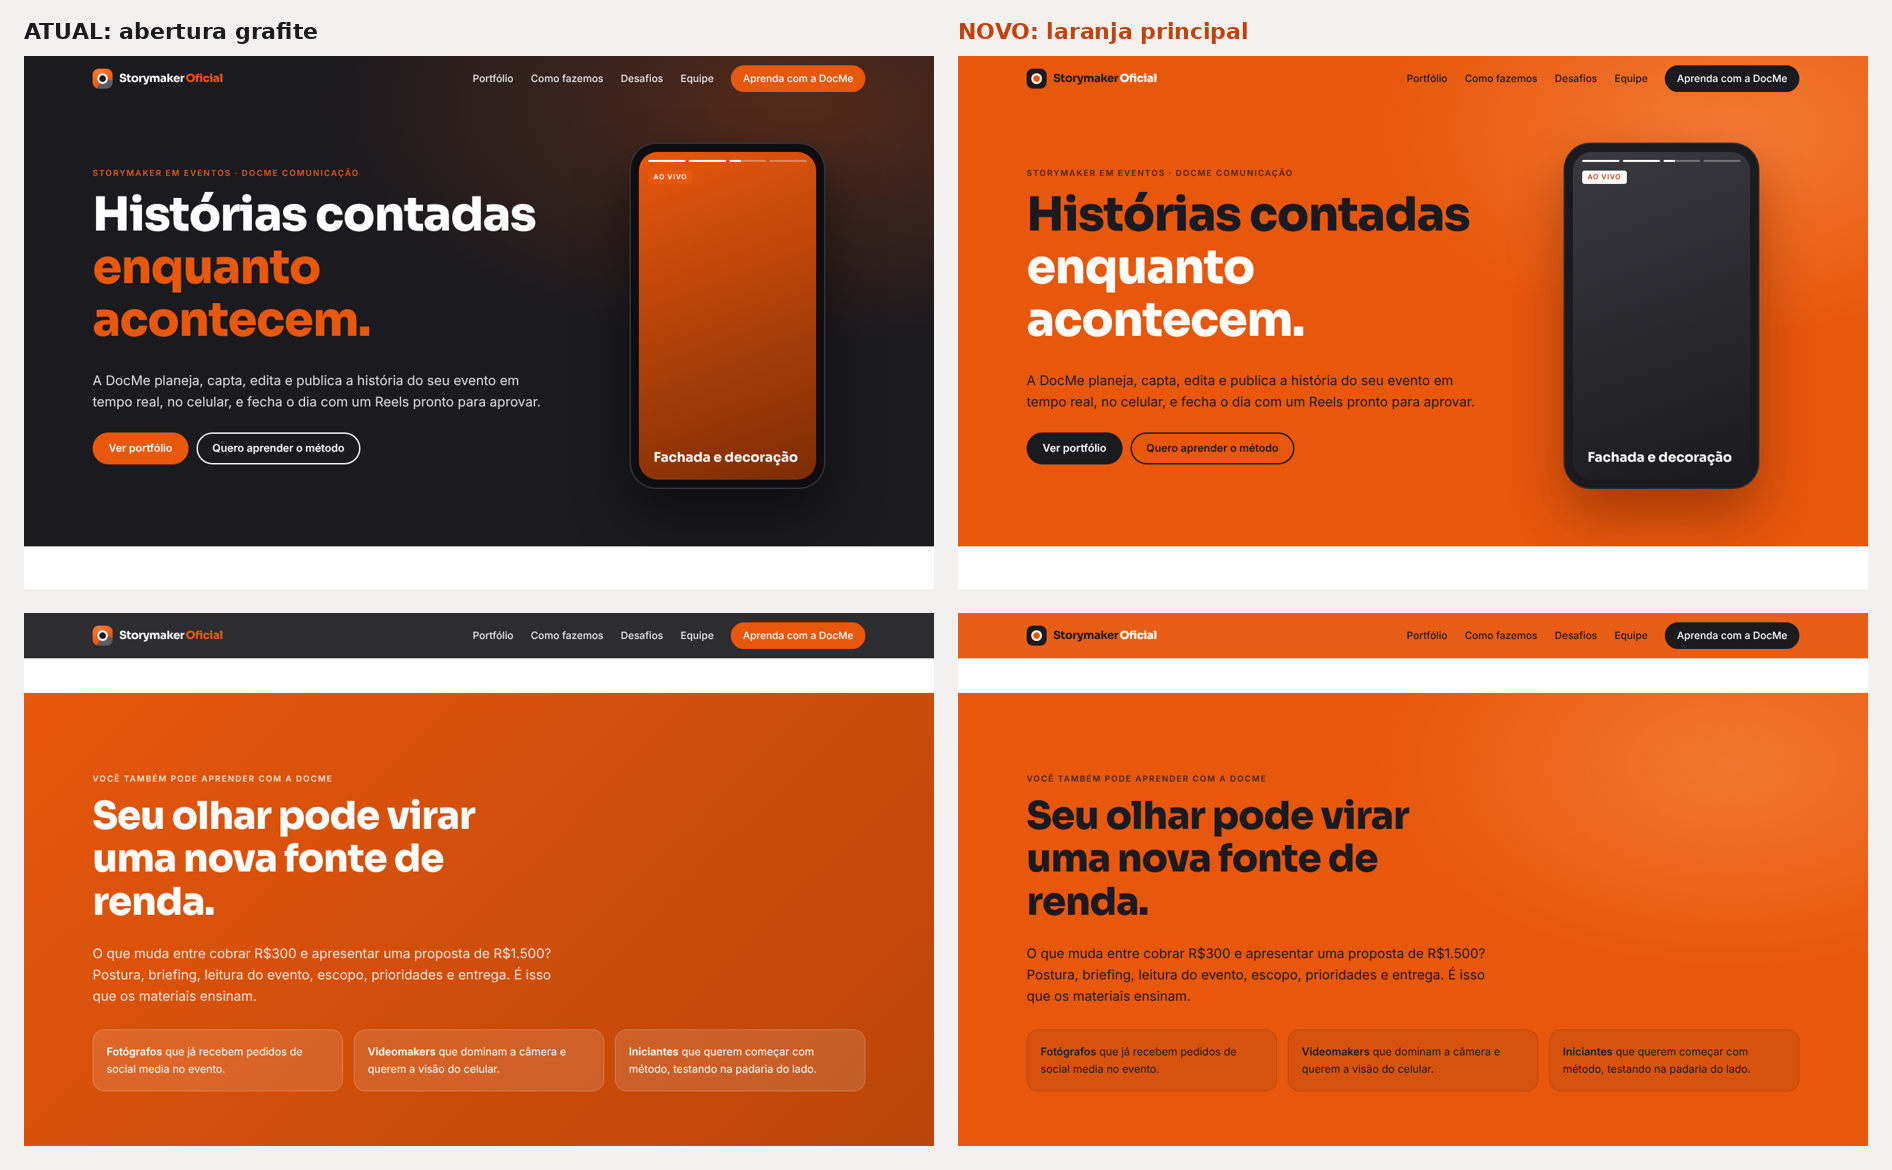 ATUAL: abertura grafite
StorymakerOficial
Portfólio Como fazemos Desafios Equipe Aprenda com a DocMe
STORYMAKER EM EVENTOS · DOCME COMUNICAÇÃO
Histórias contadas
enquanto
acontecem.
A DocMe planeja, capta, edita e publica a história do seu evento em
tempo real, no celular, e fecha o dia com um Reels pronto para aprovar.
Ver portfólio Quero aprender o método
AO VIVO
Fachada e decoração
NOVO: laranja principal
StorymakerOficial
Portfólio Como fazemos Desafios Equipe Aprenda com a DocMe
STORYMAKER EM EVENTOS · DOCME COMUNICAÇÃO
Histórias contadas
enquanto
acontecem.
A DocMe planeja, capta, edita e publica a história do seu evento em
tempo real, no celular, e fecha o dia com um Reels pronto para aprovar.
Ver portfólio Quero aprender o método
AO VIVO
Fachada e decoração
StorymakerOficial
Portfólio Como fazemos Desafios Equipe Aprenda com a DocMe
VOCÊ TAMBÉM PODE APRENDER COM A DOCME
Seu olhar pode virar
uma nova fonte de
renda.
O que muda entre cobrar R$300 e apresentar uma proposta de R$1.500?
Postura, briefing, leitura do evento, escopo, prioridades e entrega. É isso
que os materiais ensinam.
Fotógrafos que já recebem pedidos de
social media no evento.
Videomakers que dominam a câmera e
querem a visão do celular.
Iniciantes que querem começar com
método, testando na padaria do lado.
StorymakerOficial
Portfólio Como fazemos Desafios Equipe Aprenda com a DocMe
VOCÊ TAMBÉM PODE APRENDER COM A DOCME
Seu olhar pode virar
uma nova fonte de
renda.
O que muda entre cobrar R$300 e apresentar uma proposta de R$1.500?
Postura, briefing, leitura do evento, escopo, prioridades e entrega. É isso
que os materiais ensinam.
Fotógrafos que já recebem pedidos de
social media no evento.
Videomakers que dominam a câmera e
querem a visão do celular.
Iniciantes que querem começar com
método, testando na padaria do lado.